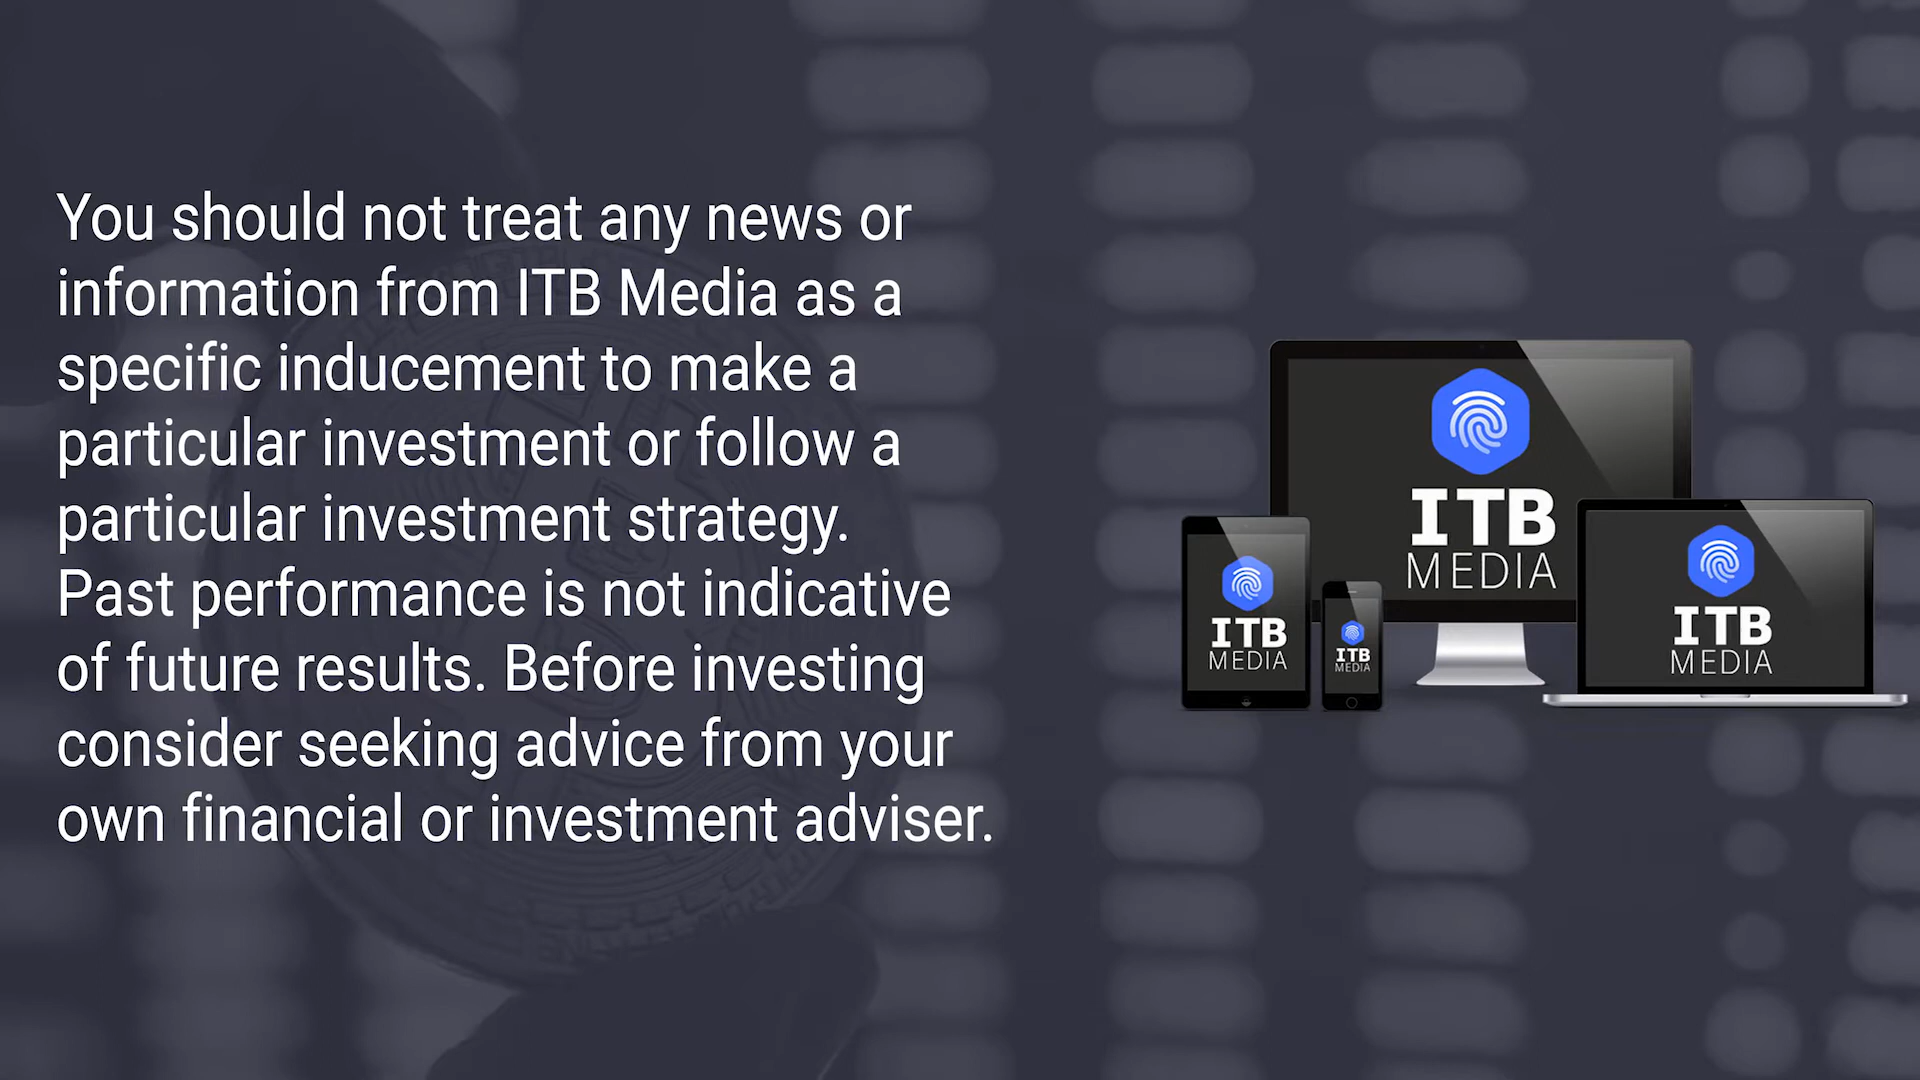 You should not treat any news or
information from ITB Media as a
specific inducement to make a
particular investment or follow a
particular investment strategy.
Past performance is not indicative
of future results. Before investing
consider seeking advice from your
own financial or investment adviser.
ITB
MEDIA
ITB
MEDIA
ITB
MEDIA
ITB
MEDIA